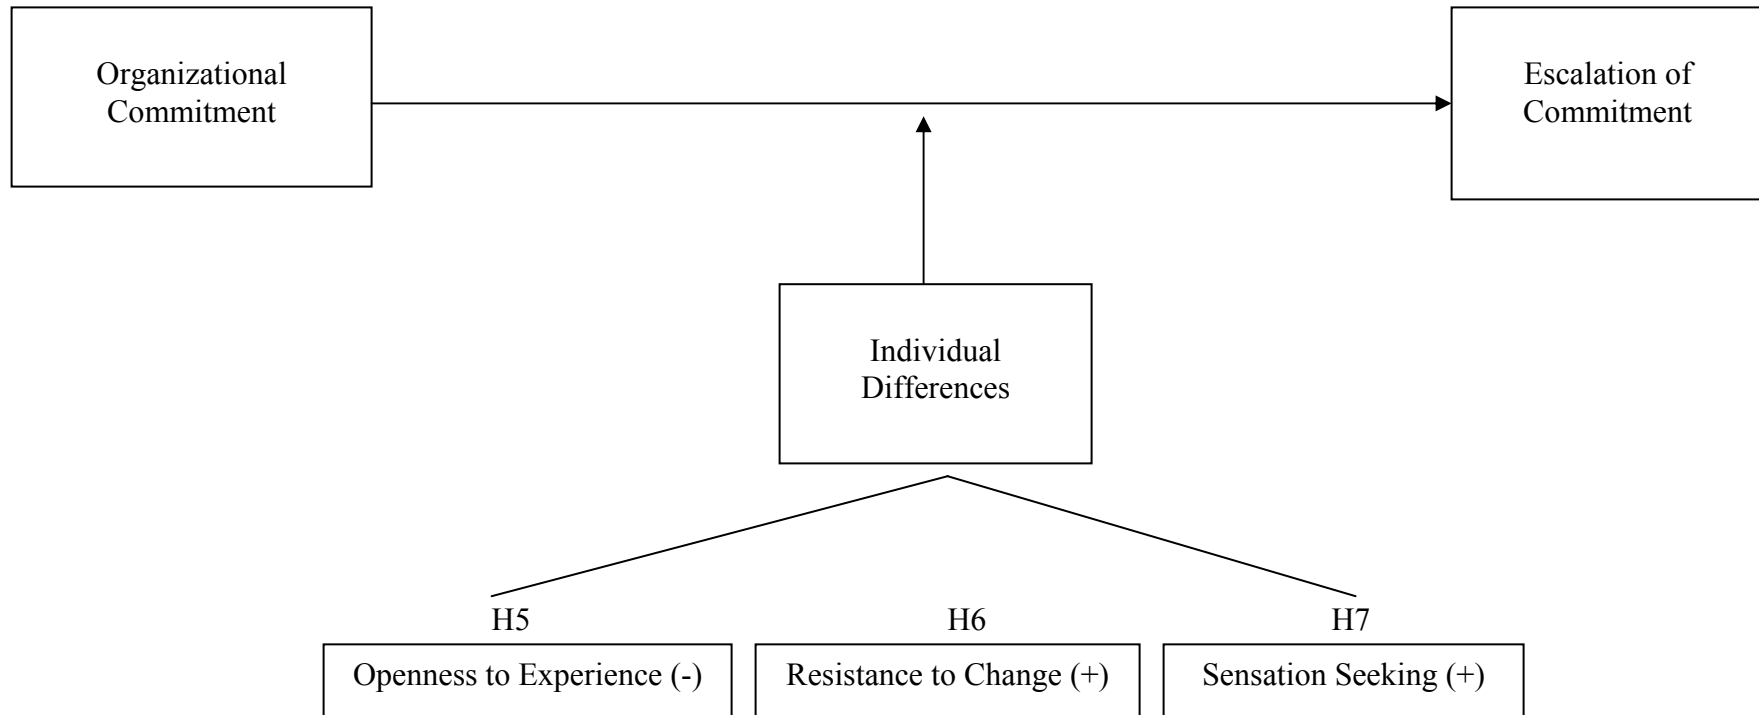 Organizational
Commitment
Escalation of
Commitment
Individual
Differences
H5
H6
H7
Openness to Experience (-)
Resistance to Change (+)
Sensation Seeking (+)